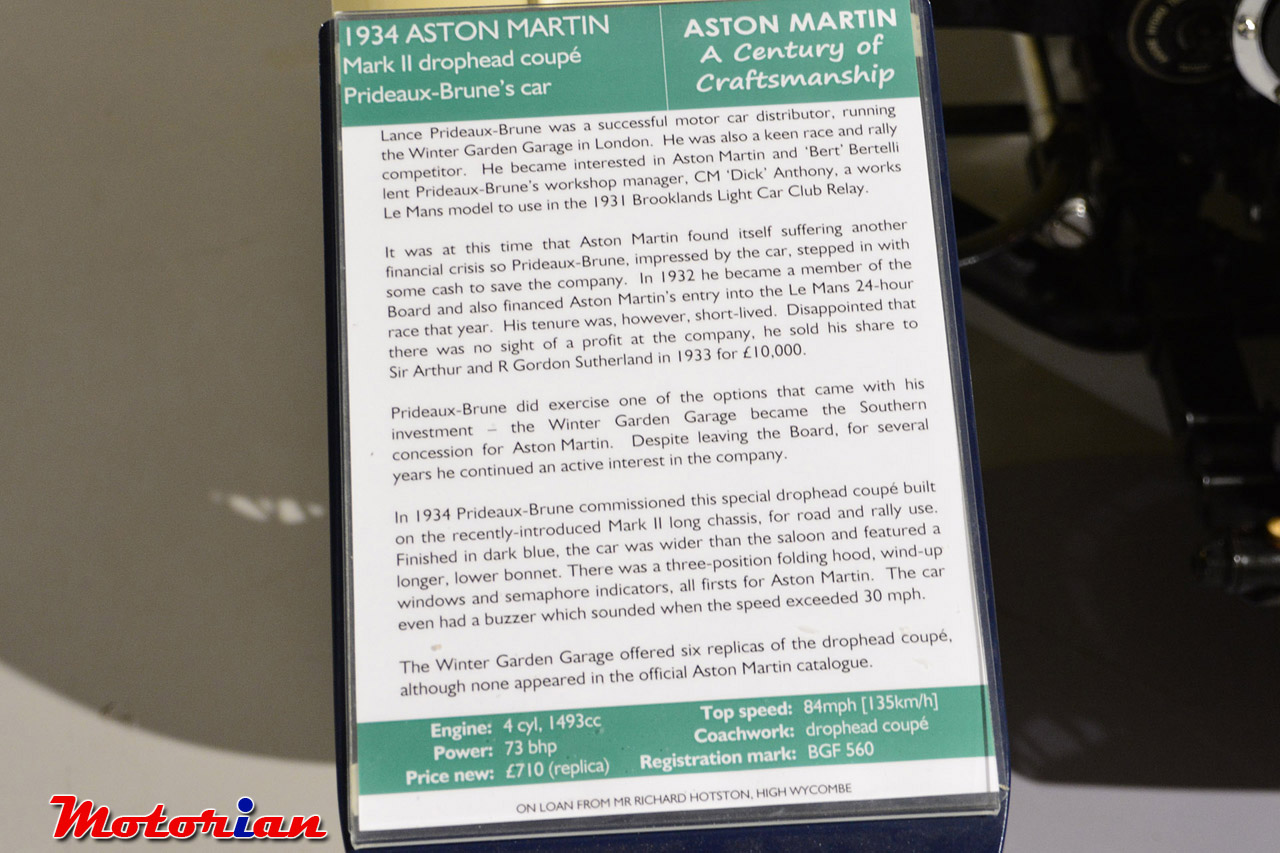 1934 ASTON MARTIN
Mark II drophead coupé
Prideaux-Brune's car
ASTON MARTIN
A Century of
Craftsmanship
Lance Prideaux-Brune was a successful motor car distributor, running
the Winter Garden Garage in London. He was also a keen race and rally
competitor. He became interested in Aston Martin and 'Bert' Bertelli
lent Prideaux-Brune's workshop manager, CM 'Dick' Anthony, a works
Le Mans model to use in the 1931 Brooklands Light Car Club Relay.
It was at this time that Aston Martin found itself suffering another
financial crisis so Prideaux-Brune, impressed by the car, stepped in with
some cash to save the company. In 1932 he became a member of the
Board and also financed Aston Martin's entry into the Le Mans 24-hour
race that year. His tenure was, however, short-lived. Disappointed that
there was no sight of a profit at the company, he sold his share to
Sir Arthur and R Gordon Sutherland in 1933 for £10,000.
Prideaux-Brune did exercise one of the options that came with his
investment – the Winter Garden Garage became the Southern
concession for Aston Martin. Despite leaving the Board, for several
years he continued an active interest in the company.
In 1934 Prideaux-Brune commissioned this special drophead coupé built
on the recently-introduced Mark II long chassis, for road and rally use.
Finished in dark blue, the car was wider than the saloon and featured a
longer, lower bonnet. There was a three-position folding hood, wind-up
windows and semaphore indicators, all firsts for Aston Martin. The car
even had a buzzer which sounded when the speed exceeded 30 mph.
The Winter Garden Garage offered six replicas of the drophead coupé,
although none appeared in the official Aston Martin catalogue.
Engine: 4 cyl, 1493cc
Power: 73 bhp
Price new: £710 (replica)
Top speed: 84mph [135km/h]
Coachwork: drophead coupé
Registration mark: BGF 560
ON LOAN FROM MR RICHARD HOTSTON, HIGH WYCOMBE
Motorian